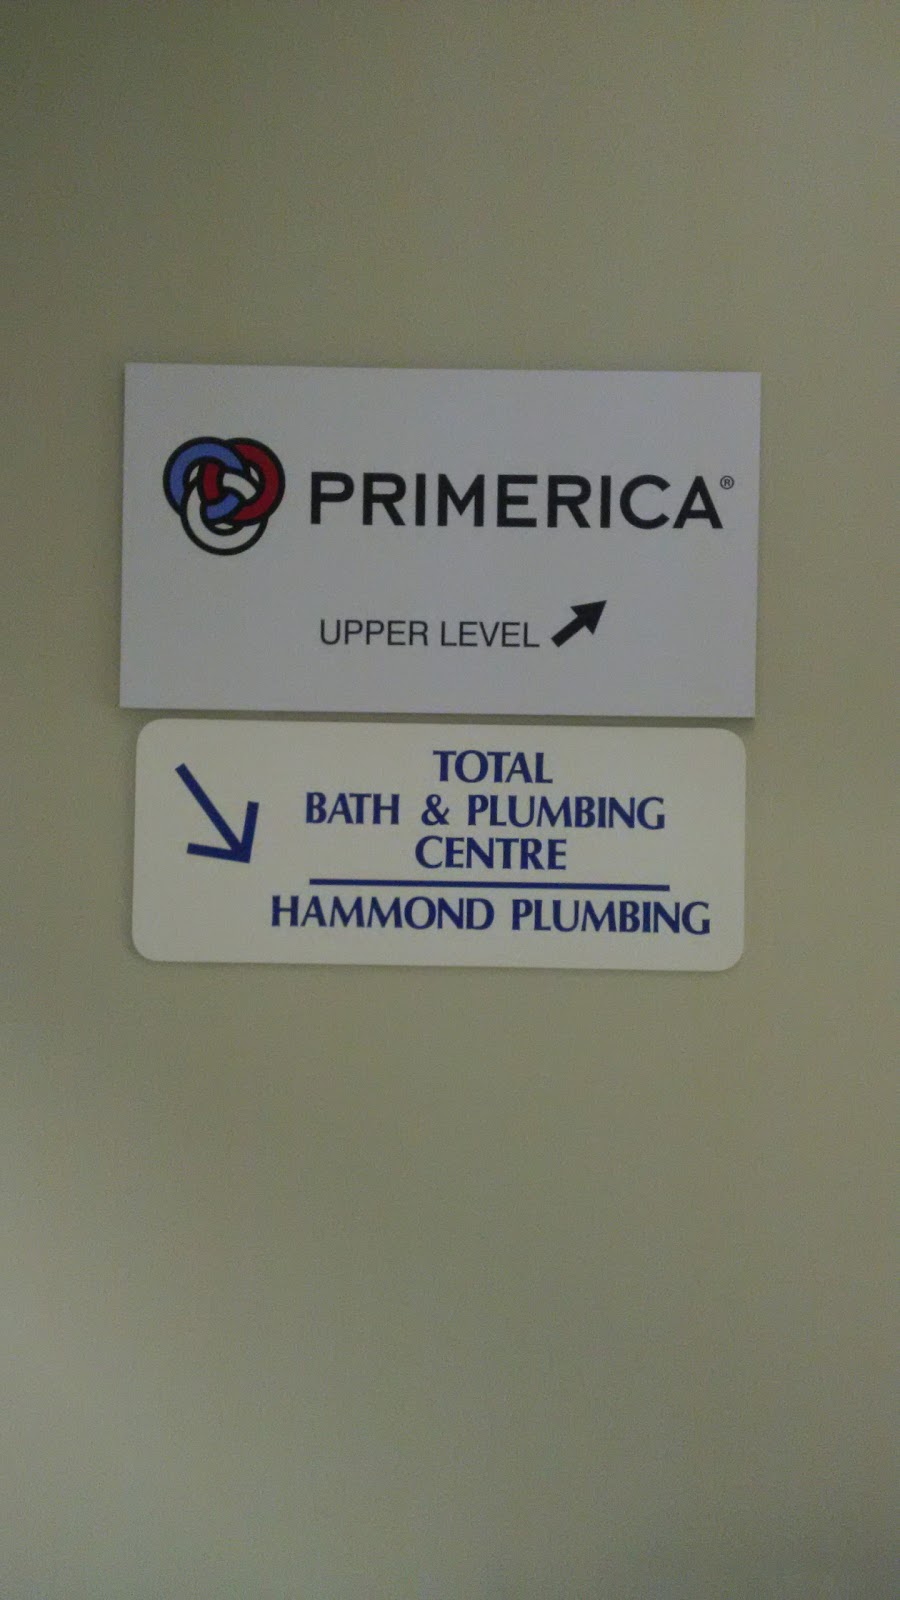 PRIMERICA®
UPPER LEVEL
TOTAL
BATH & PLUMBING
CENTRE
HAMMOND PLUMBING